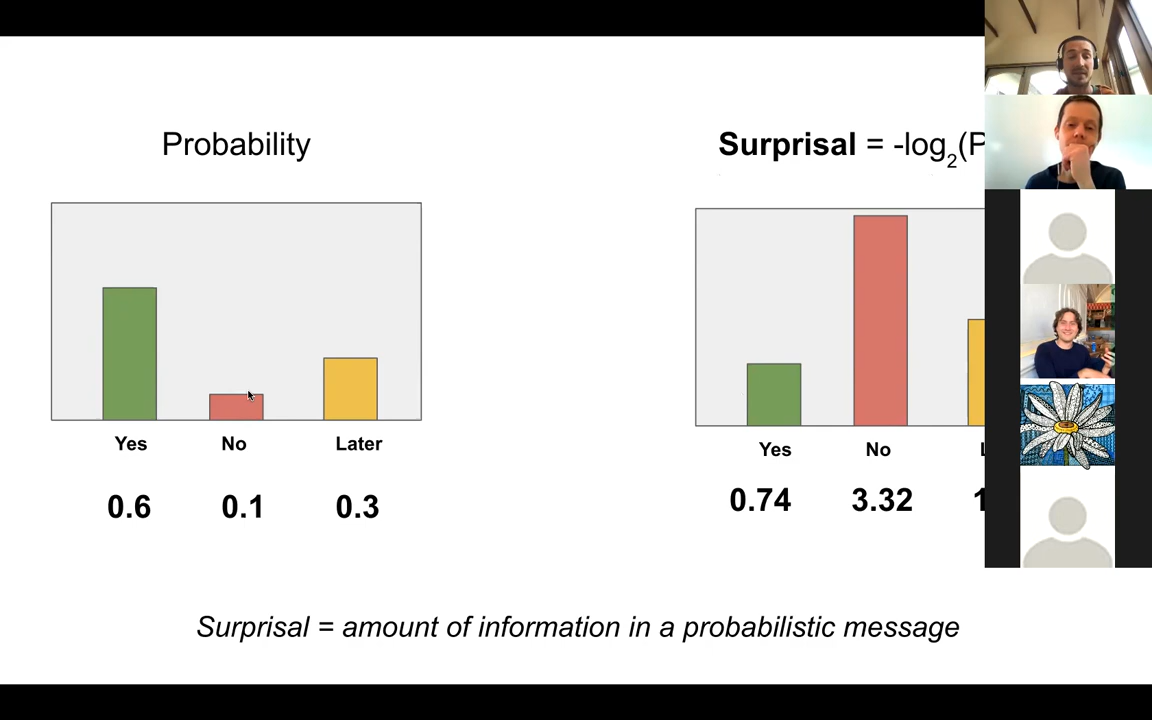 Probability
Surprisal = -log2(P
Yes No Later
0.6 0.1 0.3
Yes No
0.74 3.32 1
Surprisal = amount of information in a probabilistic message